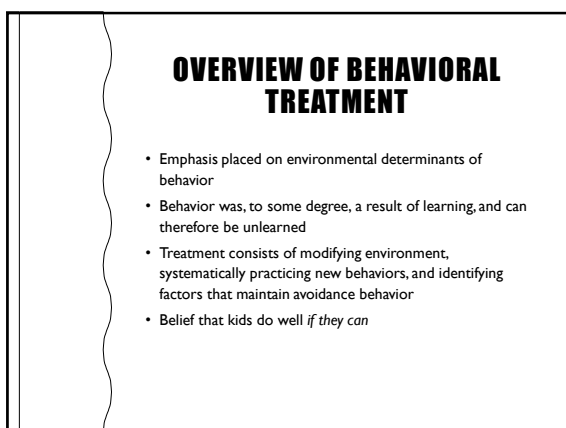 OVERVIEW OF BEHAVIORAL
TREATMENT
• Emphasis placed on environmental determinants of
behavior
• Behavior was, to some degree, a result of learning, and can
therefore be unlearned
• Treatment consists of modifying environment,
systematically practicing new behaviors, and identifying
factors that maintain avoidance behavior
• Belief that kids do well if they can